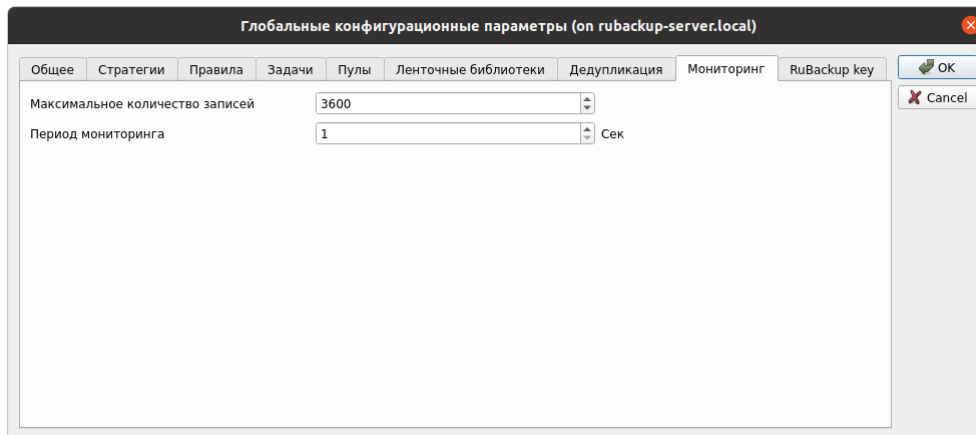 Глобальные конфигурационные параметры (on rubackup-server.local)
Общее Стратегии Правила Задачи Пулы Ленточные библиотеки Дедупликация Мониторинг RuBackup key OK
Cancel
Максимальное количество записей 3600
Период мониторинга 1 Сек